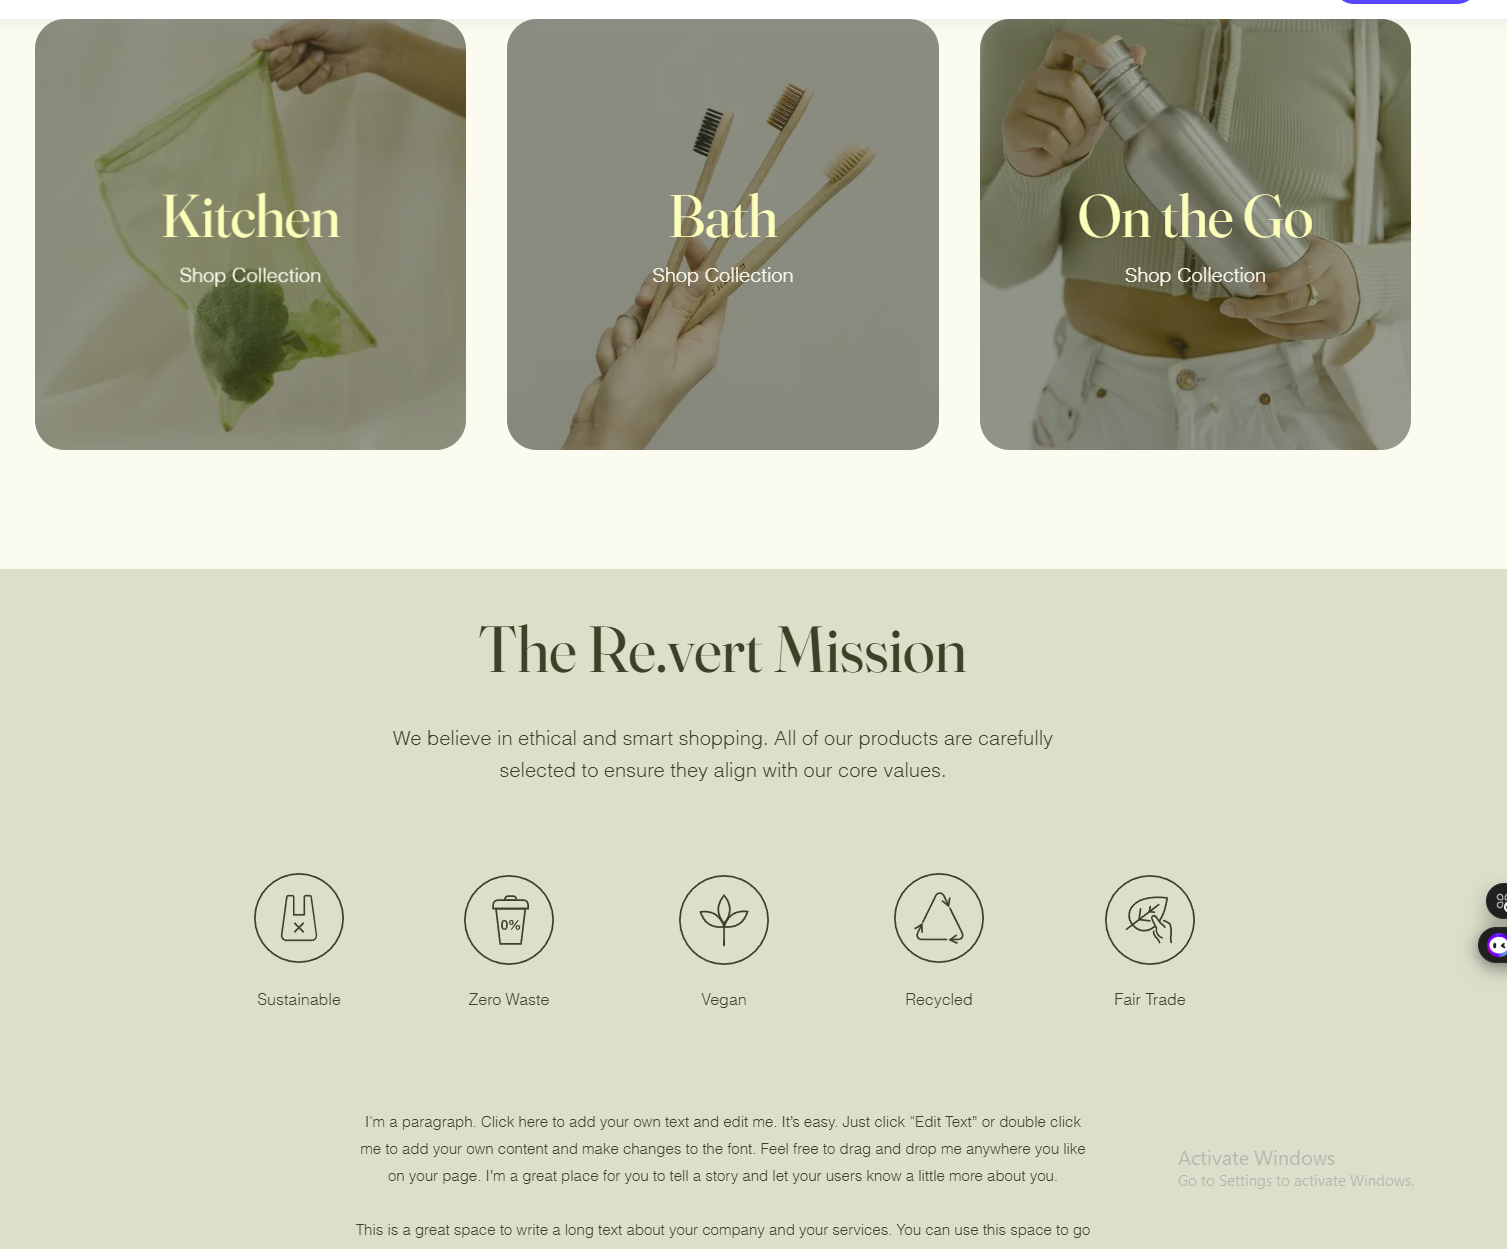 Kitchen
Shop Collection
Bath
Shop Collection
On the Go
Shop Collection
The Re.vert Mission
We believe in ethical and smart shopping. All of our products are carefully
selected to ensure they align with our core values.
0%
Sustainable
Zero Waste
Vegan
Recycled
Fair Trade
I'm a paragraph. Click here to add your own text and edit me. It’s easy. Just click “Edit Text” or double click
me to add your own content and make changes to the font. Feel free to drag and drop me anywhere you like
on your page. I’m a great place for you to tell a story and let your users know a little more about you.
This is a great space to write a long text about your company and your services. You can use this space to go
Activate Windows
Go to Settings to activate Windows.